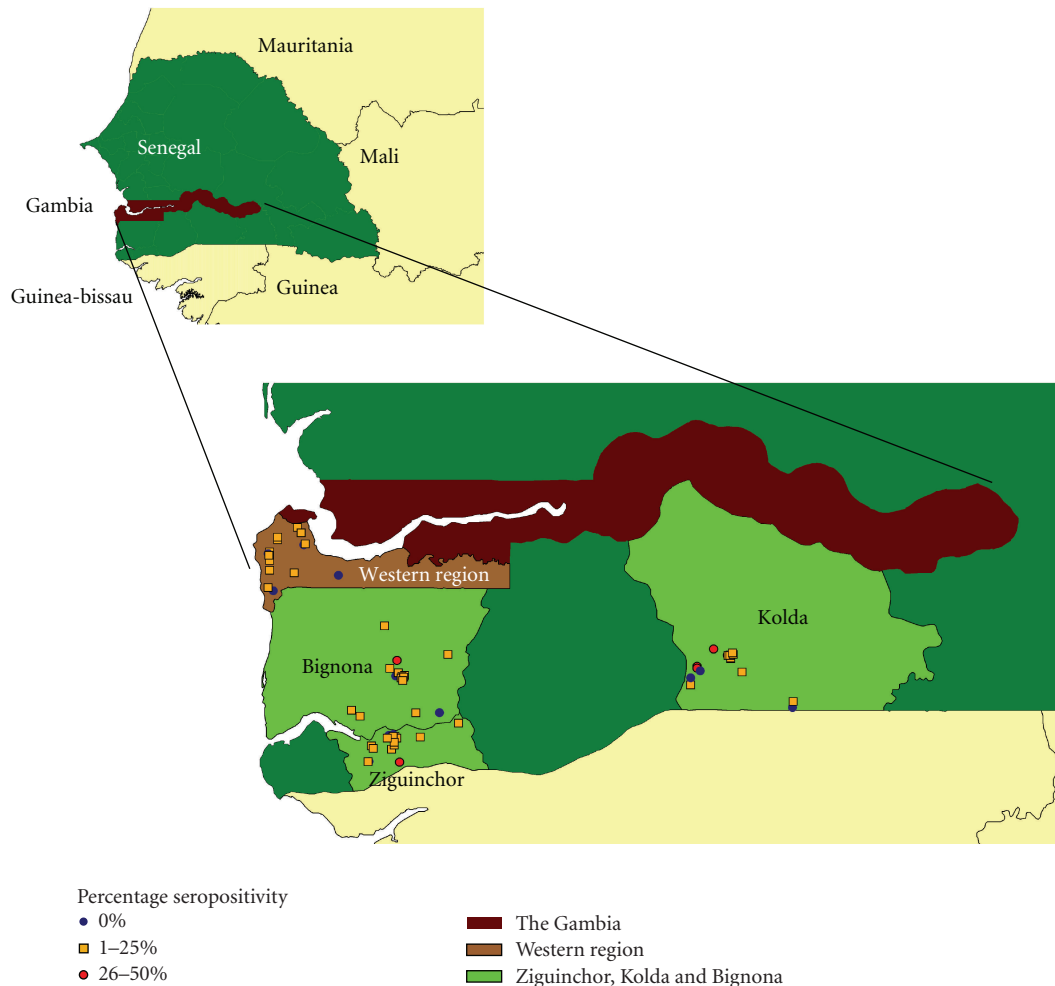 Mauritania
Senegal
Mali
Gambia
Guinea
Guinea-bissau
Western region
Kolda
Bignona
Ziguinchor
Percentage seropositivity
0%
1–25%
26–50%
The Gambia
Western region
Ziguinchor, Kolda and Bignona